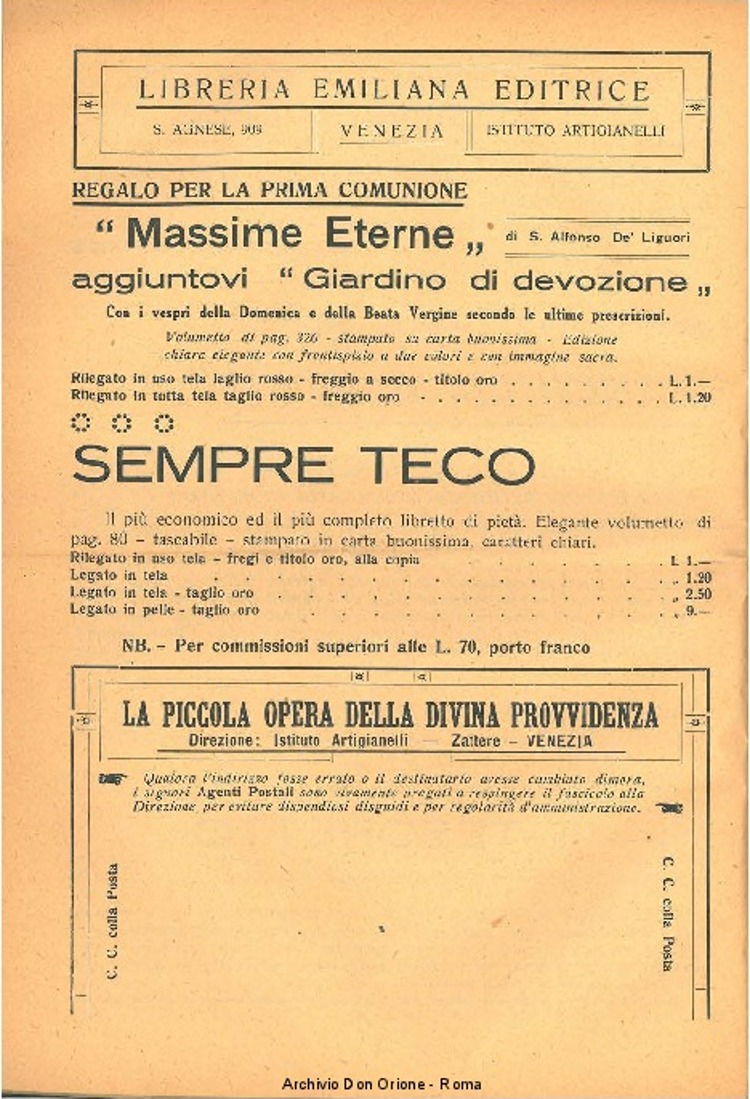 LIBRERIA EMILIANA EDITRICE
S. AGNESE, 909 VENEZIA ISTITUTO ARTIGIANELLI
REGALO PER LA PRIMA COMUNIONE
“ Massime Eterne „ di S. Alfonso De' Liguori
aggiuntovi “ Giardino di devozione „
Con i vespri della Domenica e della Beata Vergine secondo le ultime prescrizioni.
Volumetto di pag. 326 - stampato su carta buonissima - Edizione
chiara elegante con frontispizio a due colori e con immagine sacra.
Rilegato in uso tela taglio rosso - freggio a secco - titolo oro . . . . . . . . L. 1.—
Rilegato in tutta tela taglio rosso - freggio oro - . . . . . . . . . . . . L. 1.20
SEMPRE TECO
Il più economico ed il più completo libretto di pietà. Elegante volumetto di
pag. 80 - tascabile - stampato in carta buonissima, caratteri chiari.
Rilegato in uso tela - fregi e titolo oro, alla copia . . . . . . . L 1.—
Legato in tela . . . . . . . . . . . . . . „ 1.20
Legato in tela - taglio oro . . . . . . . . . . . . „ 2.50
Legato in pelle - taglio oro . . . . . . . . . . . „ 9.—
NB. - Per commissioni superiori alle L. 70, porto franco
LA PICCOLA OPERA DELLA DIVINA PROVVIDENZA
Direzione: Istituto Artigianelli — Zattere - VENEZIA
Qualora l'indirizzo fosse errato o il destinatario avesse cambiato dimora,
i signori Agenti Postali sono vivamente pregati a respingere il fascicolo alla
Direzione per evitare dispendiosi disguidi e per regolarità d'amministrazione.
C. C. colla Posta
C. C. colla Posta
Archivio Don Orione - Roma